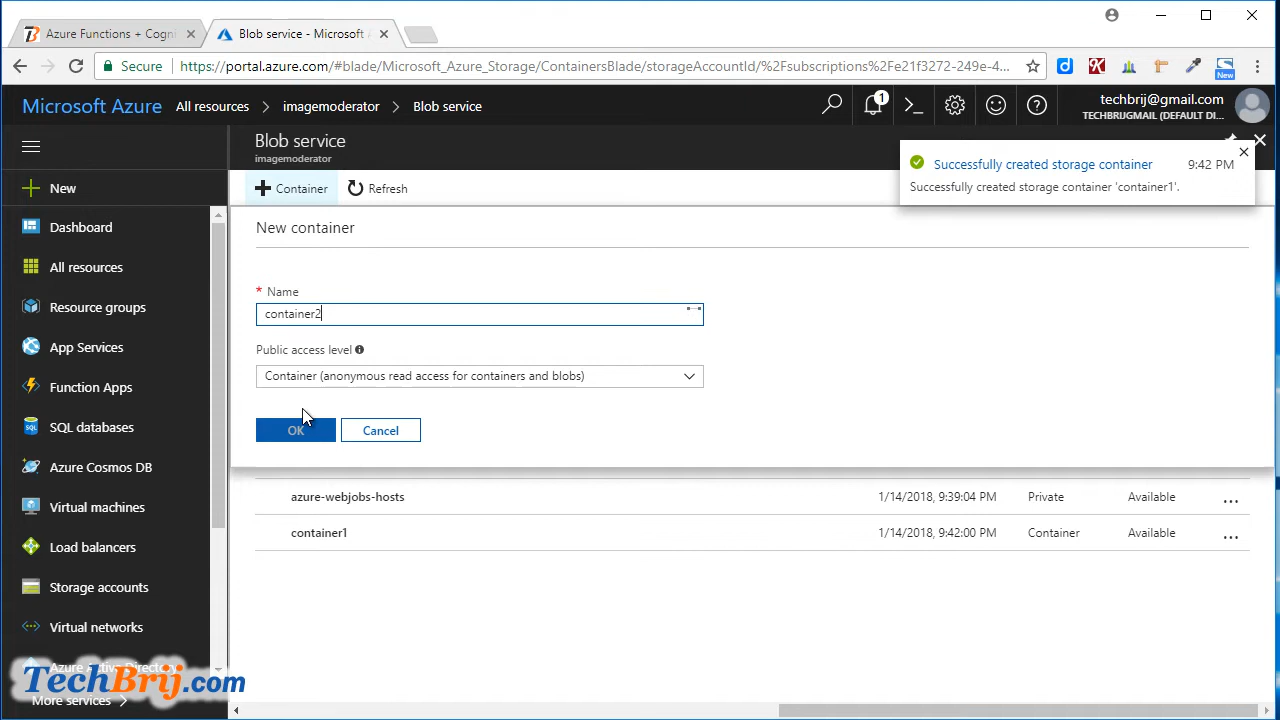 Azure Functions + Cogni
Blob service - Microsoft A
Secure
https://portal.azure.com/#blade/Microsoft_Azure_Storage/ContainersBlade/storageAccountId/%2Fsubscriptions%2Fe21f3272-249e-4...
New
Microsoft Azure
All resources > imagemoderator > Blob service
1
techbrij@gmail.com
TECHBRIJGMAIL (DEFAULT DI...
Blob service
imagemoderator
Successfully created storage container
9:42 PM
Successfully created storage container 'container1'.
New
Container
Refresh
Dashboard
All resources
Resource groups
App Services
Function Apps
SQL databases
Azure Cosmos DB
Virtual machines
Load balancers
Storage accounts
Virtual networks
Azure Active Directory
More services >
New container
* Name
container2
Public access level
Container (anonymous read access for containers and blobs)
OK
Cancel
azure-webjobs-hosts 1/14/2018, 9:39:04 PM Private Available ...
container1 1/14/2018, 9:42:00 PM Container Available ...
TechBrij.com